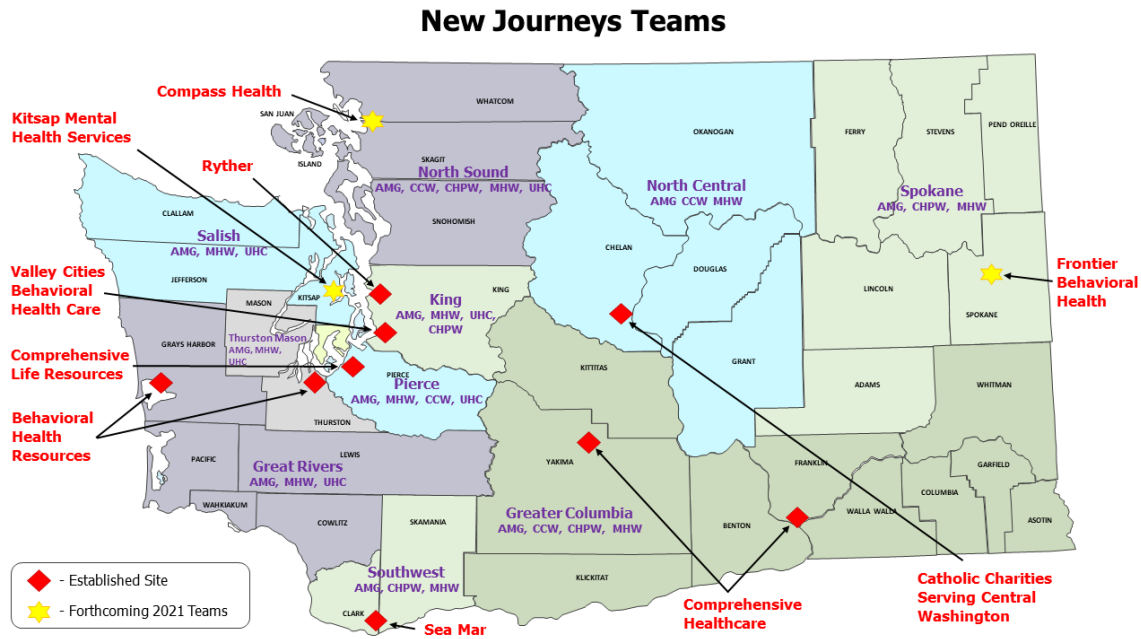 New Journeys Teams
Compass Health
Kitsap Mental
Health Services
Ryther
Valley Cities
Behavioral
Health Care
Comprehensive
Life Resources
Behavioral
Health
Resources
Frontier
Behavioral
Health
Catholic Charities
Serving Central
Washington
Comprehensive
Healthcare
Sea Mar
SAN JUAN
WHATCOM
ISLAND
SKAGIT
North Sound
AMG, CCW, CHPW, MHW, UHC
SNOHOMISH
OKANOGAN
North Central
AMG CCW MHW
CHELAN
DOUGLAS
GRANT
FERRY
STEVENS
PEND OREILLE
Spokane
AMG, CHPW, MHW
LINCOLN
SPOKANE
ADAMS
WHITMAN
CLALLAM
Salish
AMG, MHW, UHC
JEFFERSON
KITSAP
MASON
GRAYS HARBOR
Thurston Mason
AMG, MHW,
UHC
THURSTON
KING
King
AMG, MHW, UHC,
CHPW
PIERCE
Pierce
AMG, MHW, CCW, UHC
KITTITAS
YAKIMA
Greater Columbia
AMG, CCW, CHPW, MHW
KLICKITAT
BENTON
FRANKLIN
WALLA WALLA
COLUMBIA
GARFIELD
ASOTIN
PACIFIC
LEWIS
Great Rivers
AMG, MHW, UHC
WAHKIAKUM
COWLITZ
SKAMANIA
Southwest
AMG, CHPW, MHW
CLARK
- Established Site
- Forthcoming 2021 Teams